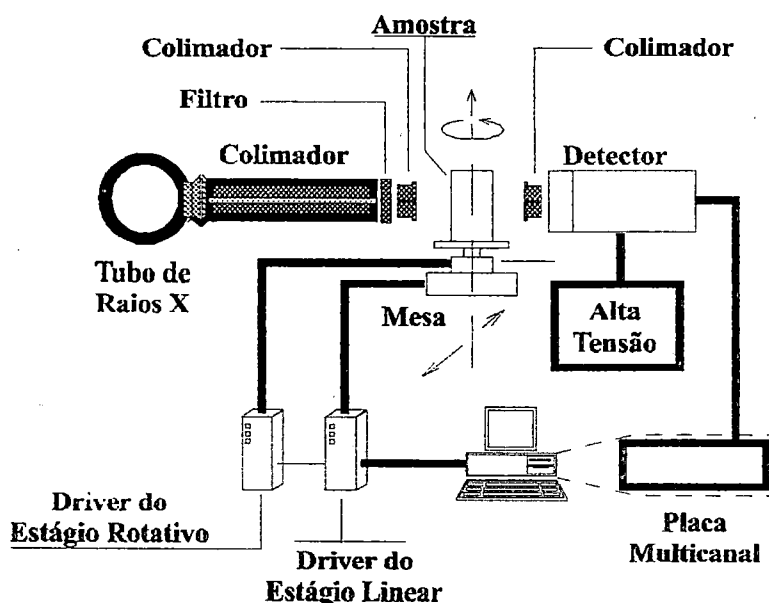 Amostra
Colimador
Colimador
Filtro
Colimador
Detector
Tubo de
Raios X
Mesa
Alta
Tensão
Driver do
Estágio Rotativo
Driver do
Estágio Linear
Placa
Multicanal